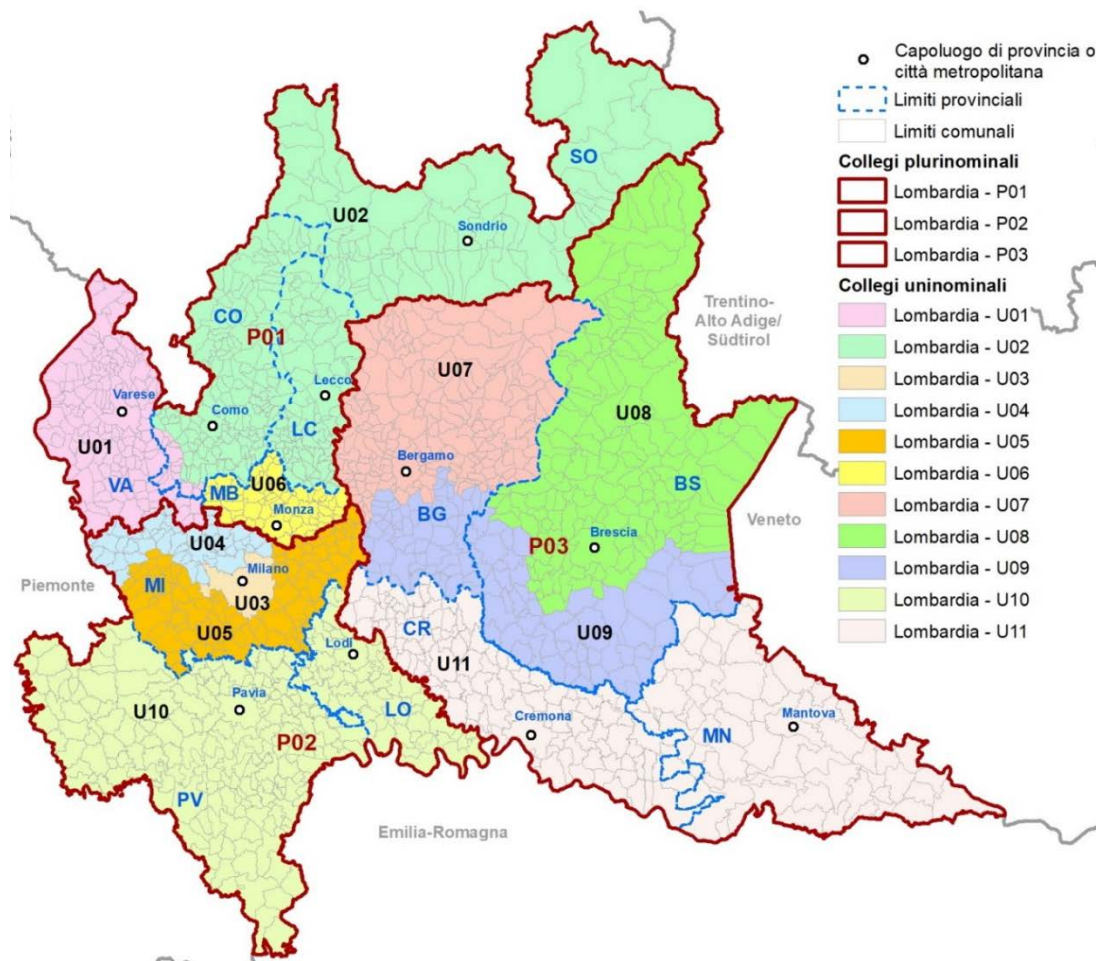 Capoluogo di provincia o
città metropolitana
Limiti provinciali
Limiti comunali
Collegi plurinominali
Lombardia - P01
Lombardia - P02
Lombardia - P03
Collegi uninominali
Lombardia - U01
Lombardia - U02
Lombardia - U03
Lombardia - U04
Lombardia - U05
Lombardia - U06
Lombardia - U07
Lombardia - U08
Lombardia - U09
Lombardia - U10
Lombardia - U11
SO
U02
Sondrio
Trentino-
Alto Adige/
Südtirol
CO
P01
U07
Lecco
Varese
Como
U08
LC
U01
U06
Bergamo
VA
MB
BS
BG
Monza
Veneto
U04
Brescia
P03
Piemonte
Milano
MI
U03
CR
U05
U09
Lodi
U11
Pavia
LO
U10
Cremona
Mantova
MN
P02
PV
Emilia-Romagna